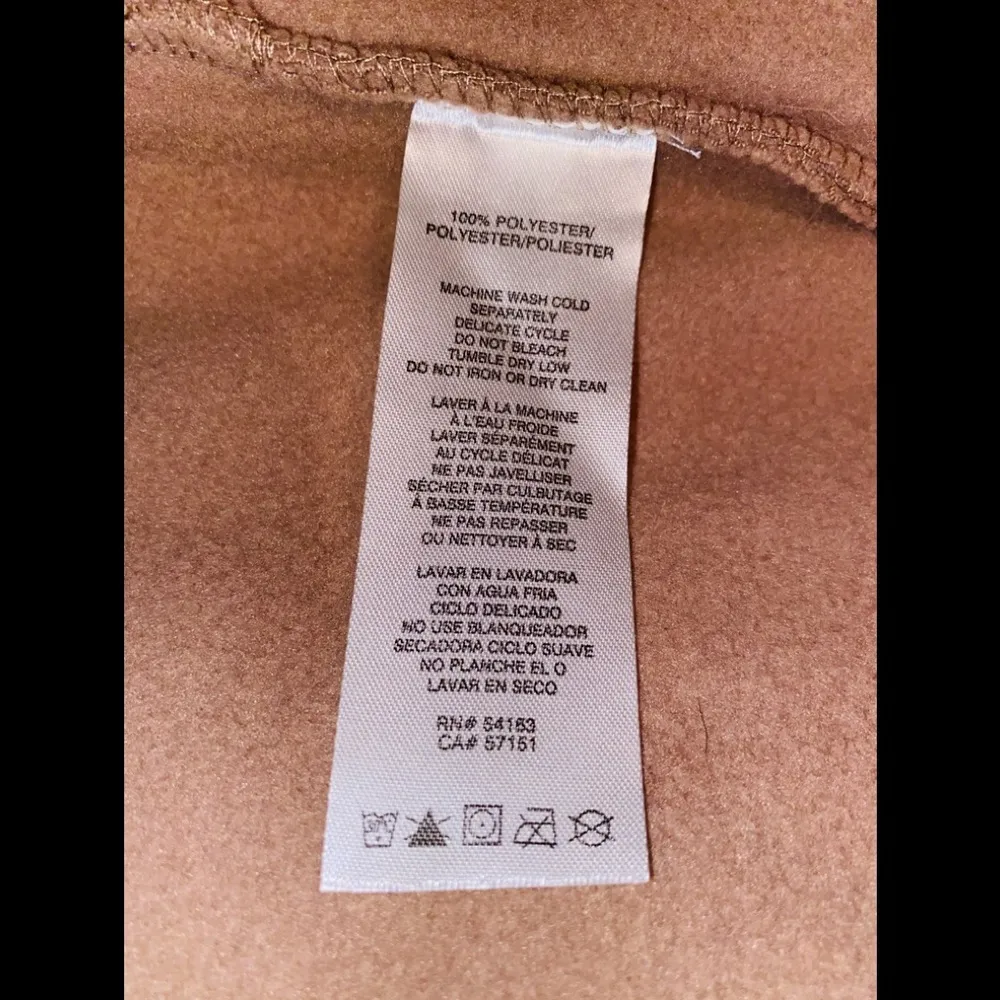 100% POLYESTER/
POLYESTER/POLIESTER
MACHINE WASH COLD
SEPARATELY
DELICATE CYCLE
DO NOT BLEACH
TUMBLE DRY LOW
DO NOT IRON OR DRY CLEAN
LAVER À LA MACHINE
À L'EAU FROIDE
LAVER SÉPARÉMENT
AU CYCLE DÉLICAT
NE PAS JAVELLISER
SÉCHER PAR CULBUTAGE
À BASSE TEMPÉRATURE
NE PAS REPASSER
OU NETTOYER À SEC
LAVAR EN LAVADORA
CON AGUA FRIA
CICLO DELICADO
NO USE BLANQUEADOR
SECADORA CICLO SUAVE
NO PLANCHE EL O
LAVAR EN SECO
RN# 54163
CA# 57151